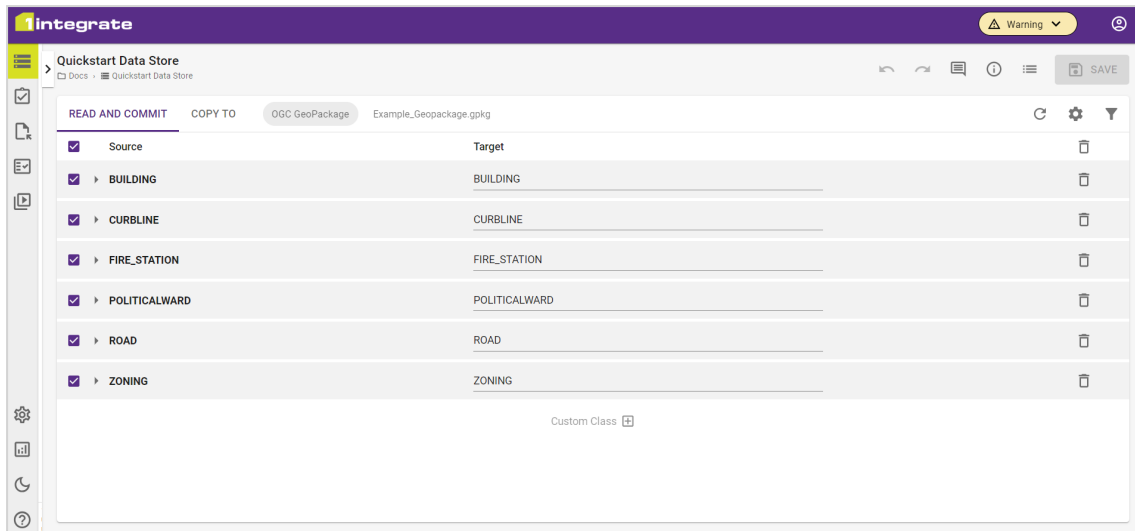 1integrate
Warning
Quickstart Data Store
Docs › Quickstart Data Store
SAVE
READ AND COMMIT COPY TO OGC GeoPackage Example_Geopackage.gpkg
Source Target
BUILDING BUILDING
CURBLINE CURBLINE
FIRE_STATION FIRE_STATION
POLITICALWARD POLITICALWARD
ROAD ROAD
ZONING ZONING
Custom Class